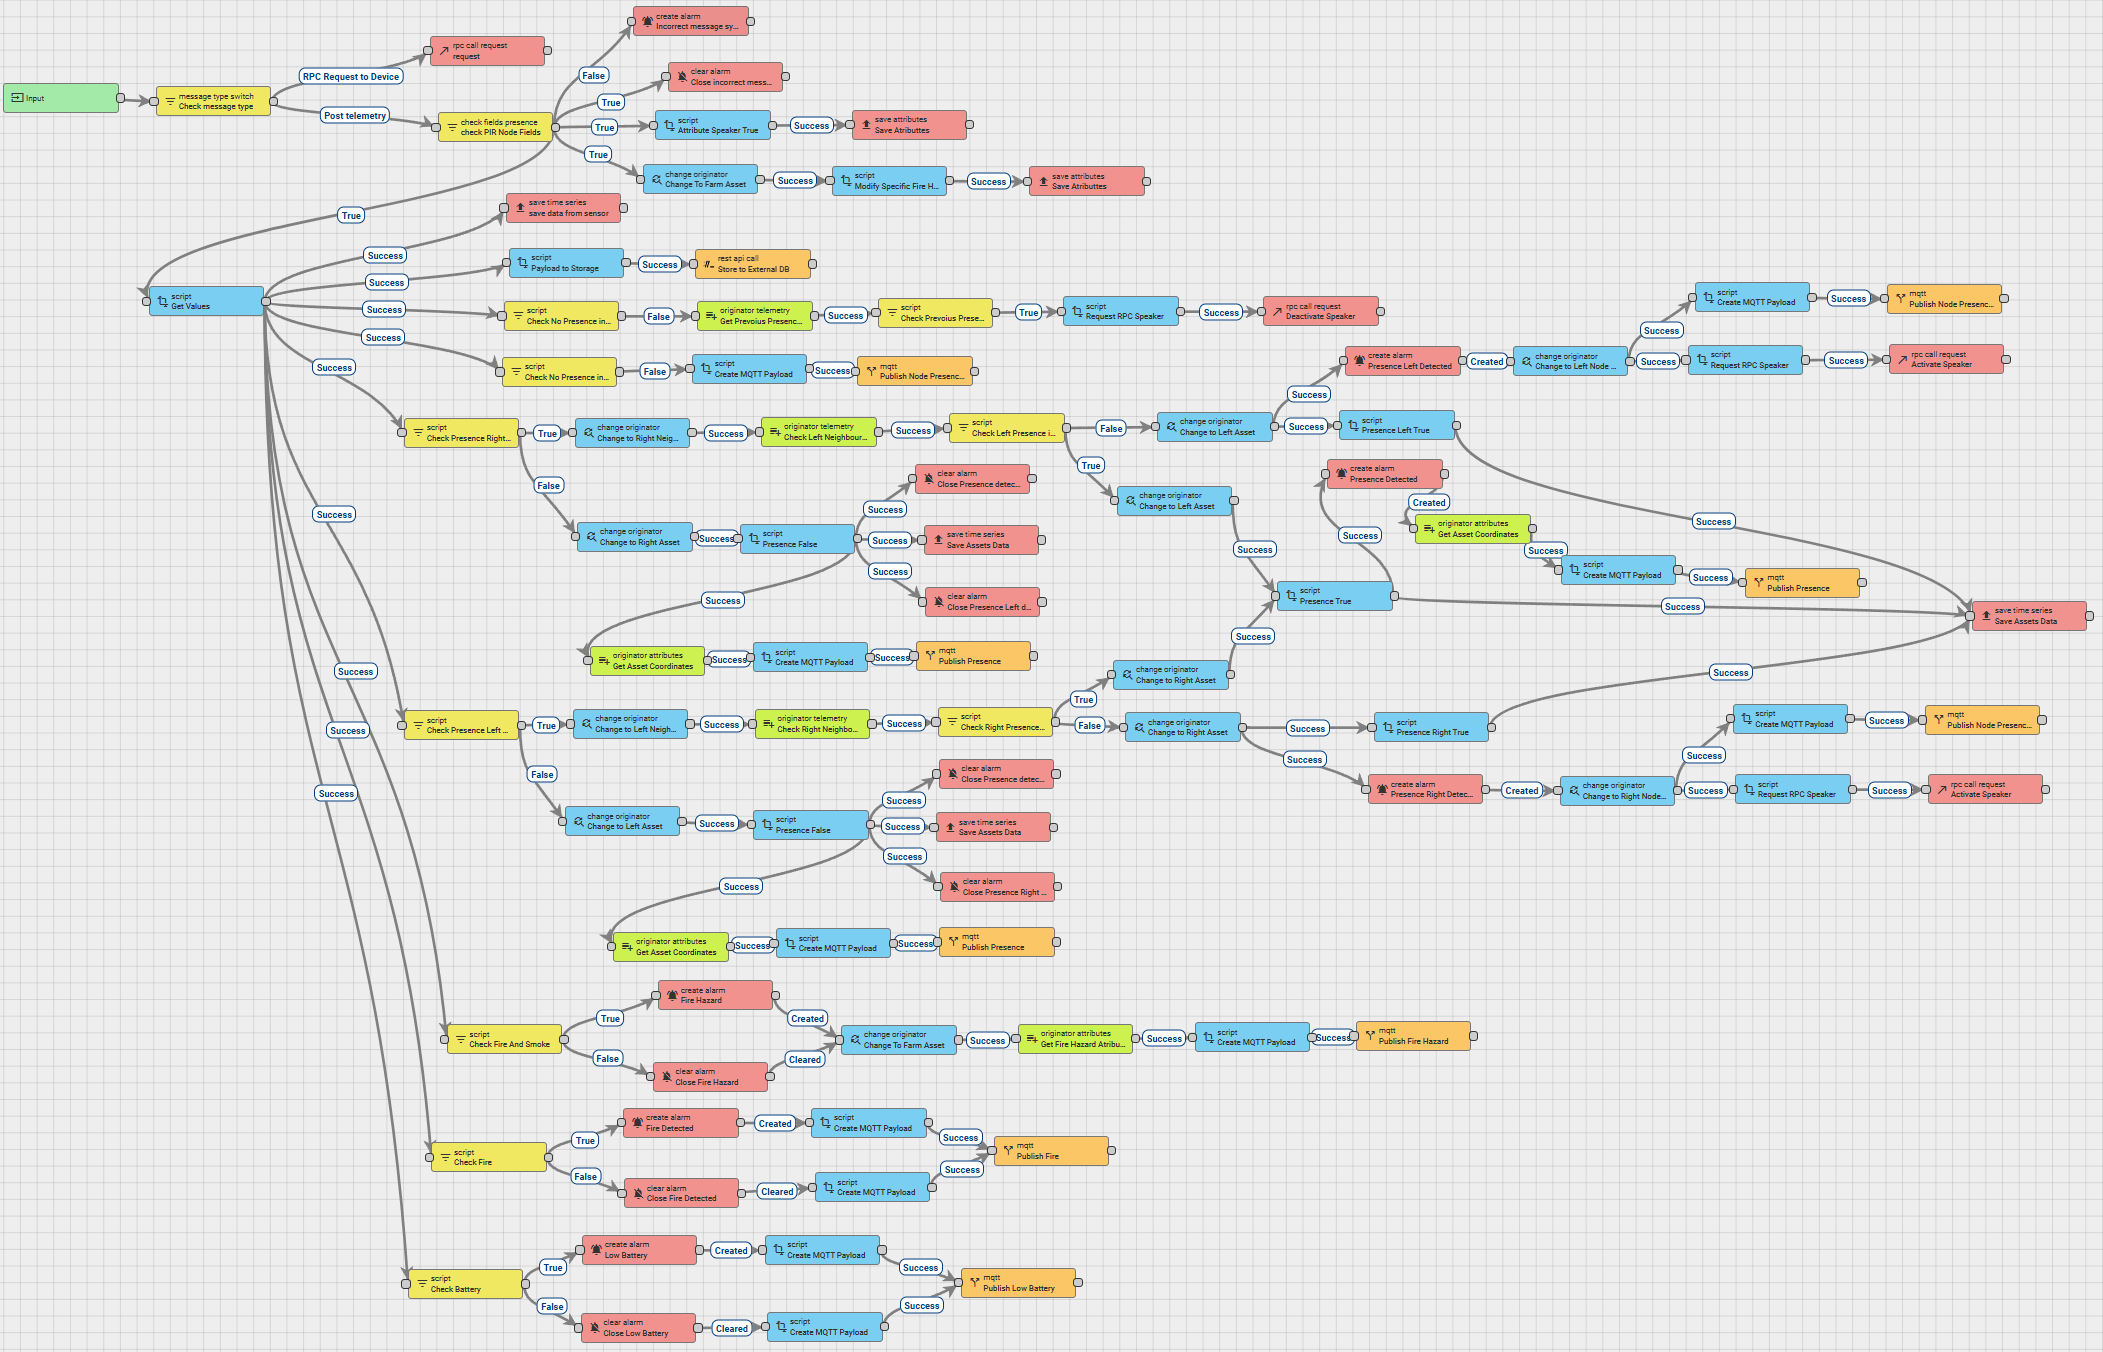 create alarm
Incorrect message sy...
rpc call request
request
RPC Request to Device
False
clear alarm
Close incorrect mess...
Input
message type switch
Check message type
True
Post telemetry
check fields presence
check PIR Node Fields
True
script
Attribute Speaker True
Success
save attributes
Save Atributtes
True
change originator
Change To Farm Asset
Success
script
Modify Specific Fire H...
Success
save attributes
Save Atributtes
True
save time series
save data from sensor
Success
script
Payload to Storage
Success
rest api call
Store to External DB
Success
script
Get Values
Success
script
Check No Presence in...
False
originator telemetry
Get Prevoius Presenc...
Success
script
Check Prevoius Prese...
True
script
Request RPC Speaker
Success
rpc call request
Deactivate Speaker
script
Create MQTT Payload
Success
mqtt
Publish Node Presenc...
Success
Success
script
Check No Presence in...
False
script
Create MQTT Payload
Success
mqtt
Publish Node Presenc...
create alarm
Presence Left Detected
Created
change originator
Change to Left Node ...
Success
script
Request RPC Speaker
Success
rpc call request
Activate Speaker
Success
Success
script
Check Presence Right...
True
change originator
Change to Right Neig...
Success
originator telemetry
Check Left Neighbour...
Success
script
Check Left Presence i...
False
change originator
Change to Left Asset
Success
script
Presence Left True
True
False
clear alarm
Close Presence detec...
create alarm
Presence Detected
Created
change originator
Change to Left Asset
Success
Success
Success
originator attributes
Get Asset Coordinates
Success
change originator
Change to Right Asset
Success
script
Presence False
Success
save time series
Save Assets Data
Success
Success
Success
script
Create MQTT Payload
Success
mqtt
Publish Presence
Success
clear alarm
Close Presence Left d...
Success
script
Presence True
Success
save time series
Save Assets Data
Success
originator attributes
Get Asset Coordinates
Success
script
Create MQTT Payload
Success
mqtt
Publish Presence
change originator
Change to Right Asset
Success
Success
True
script
Check Presence Left ...
True
change originator
Change to Left Neigh...
Success
originator telemetry
Check Right Neighbo...
Success
script
Check Right Presence...
False
change originator
Change to Right Asset
Success
script
Presence Right True
script
Create MQTT Payload
Success
mqtt
Publish Node Presenc...
Success
Success
Success
False
clear alarm
Close Presence detec...
create alarm
Presence Right Detec...
Created
change originator
Change to Right Node...
Success
script
Request RPC Speaker
Success
rpc call request
Activate Speaker
Success
Success
change originator
Change to Left Asset
Success
script
Presence False
Success
save time series
Save Assets Data
Success
Success
clear alarm
Close Presence Right ...
originator attributes
Get Asset Coordinates
Success
script
Create MQTT Payload
Success
mqtt
Publish Presence
create alarm
Fire Hazard
True
Created
script
Check Fire And Smoke
change originator
Change To Farm Asset
Success
originator attributes
Get Fire Hazard Atribu...
Success
script
Create MQTT Payload
Success
mqtt
Publish Fire Hazard
False
Cleared
clear alarm
Close Fire Hazard
create alarm
Fire Detected
Created
script
Create MQTT Payload
True
Success
script
Check Fire
mqtt
Publish Fire
False
Success
clear alarm
Close Fire Detected
Cleared
script
Create MQTT Payload
create alarm
Low Battery
Created
script
Create MQTT Payload
True
Success
script
Check Battery
mqtt
Publish Low Battery
False
Success
clear alarm
Close Low Battery
Cleared
script
Create MQTT Payload